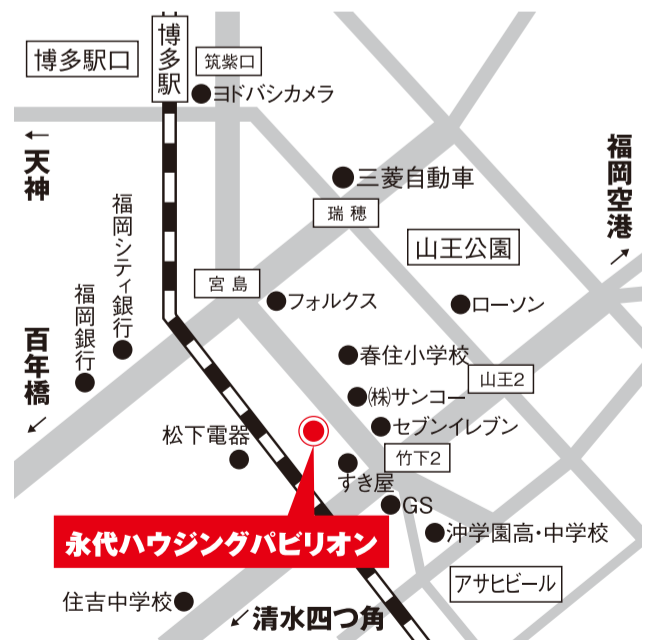 博多駅口
博多駅
筑紫口
ヨドバシカメラ
←
天神
福岡空港
↗
三菱自動車
瑞穂
山王公園
福岡シティ銀行
宮島
フォルクス
ローソン
福岡銀行
百年橋
↙
春住小学校
山王2
㈱サンコー
セブンイレブン
松下電器
竹下2
すき屋
GS
永代ハウジングパビリオン
沖学園高・中学校
アサヒビール
住吉中学校
↙清水四つ角